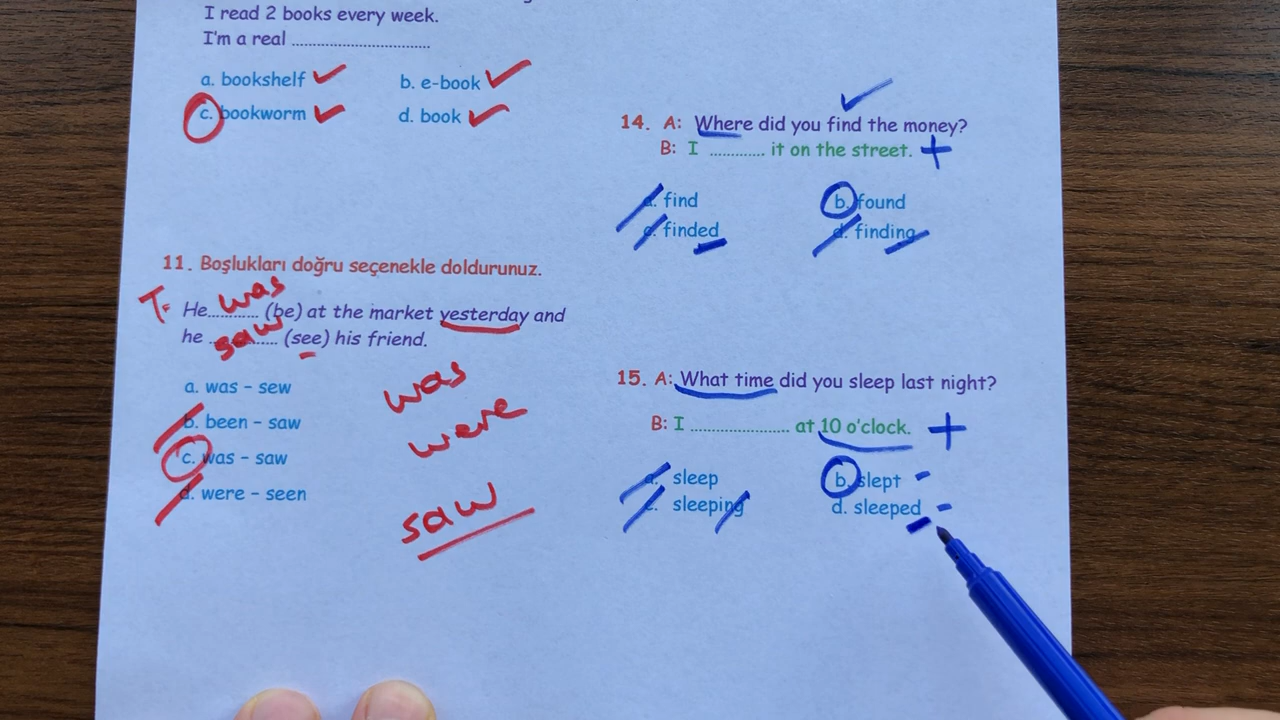 I read 2 books every week.
I'm a real ................................
a. bookshelf
b. e-book
c. bookworm
d. book
11. Boşlukları doğru seçenekle doldurunuz.
He............ (be) at the market yesterday and
was
he ................ (see) his friend.
saw
a. was - sew
b. been - saw
c. was - saw
d. were - seen
was
were
saw
14. A: Where did you find the money?
B: I ............. it on the street. +
a. find
b. found
c. finded
d. finding
15. A: What time did you sleep last night?
B: I ....................... at 10 o'clock. +
a. sleep
b. slept -
c. sleeping
d. sleeped -